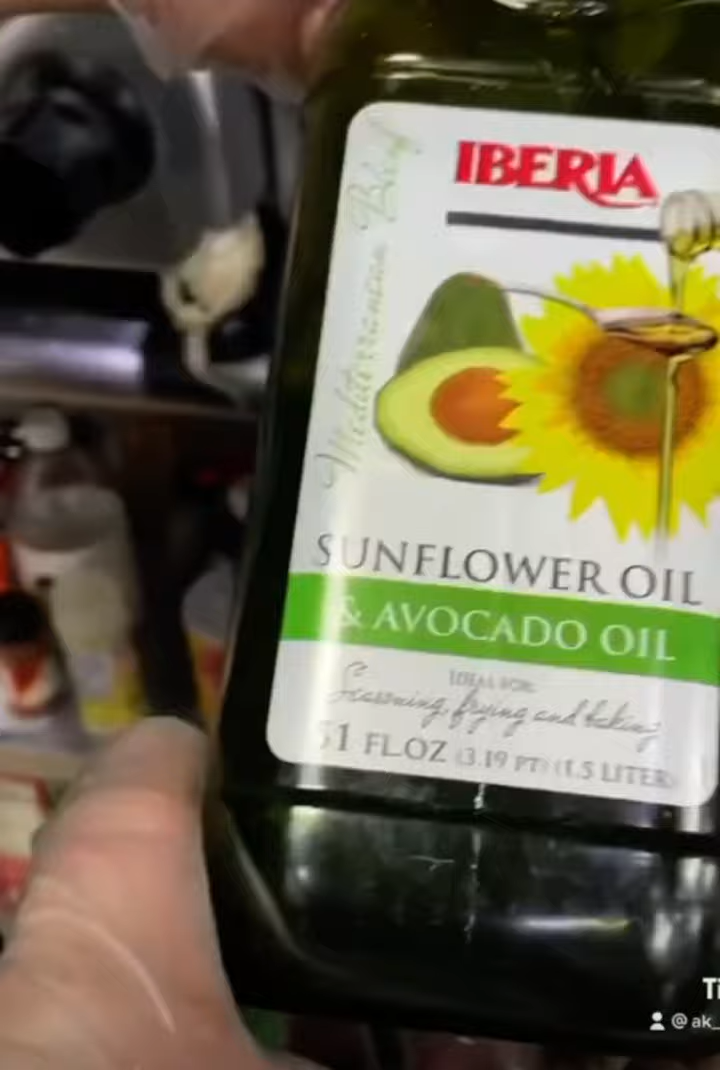 IBERIA
Mediterranean Blend
SUNFLOWER OIL
& AVOCADO OIL
IDEAL FOR:
Seasoning, frying and baking
51 FL.OZ (3.19 PT) (1.5 LITER)
@ak_